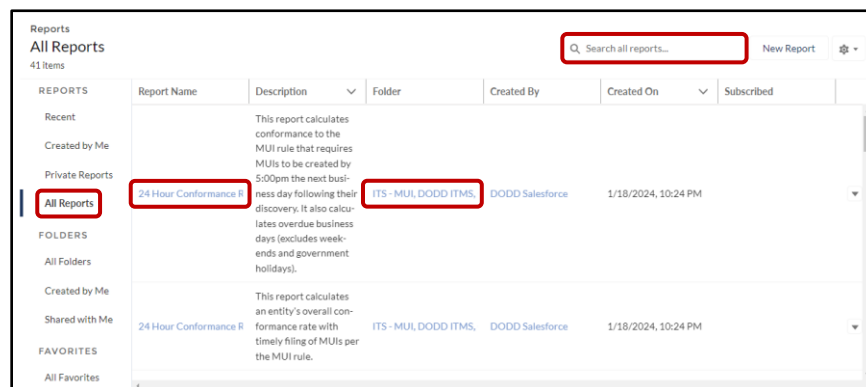 Reports
All Reports
41 items
Search all reports...
New Report
REPORTS
Recent
Created by Me
Private Reports
All Reports
FOLDERS
All Folders
Created by Me
Shared with Me
FAVORITES
All Favorites
Report Name Description Folder Created By Created On Subscribed
24 Hour Conformance R
This report calculates
conformance to the
MUI rule that requires
MUIs to be created by
5:00pm the next busi-
ness day following their
discovery. It also calcu-
lates overdue business
days (excludes week-
ends and government
holidays).
ITS - MUI, DODD ITMS,
DODD Salesforce
1/18/2024, 10:24 PM
24 Hour Conformance R
This report calculates
an entity's overall con-
formance rate with
timely filing of MUIs per
the MUI rule.
ITS - MUI, DODD ITMS,
DODD Salesforce
1/18/2024, 10:24 PM